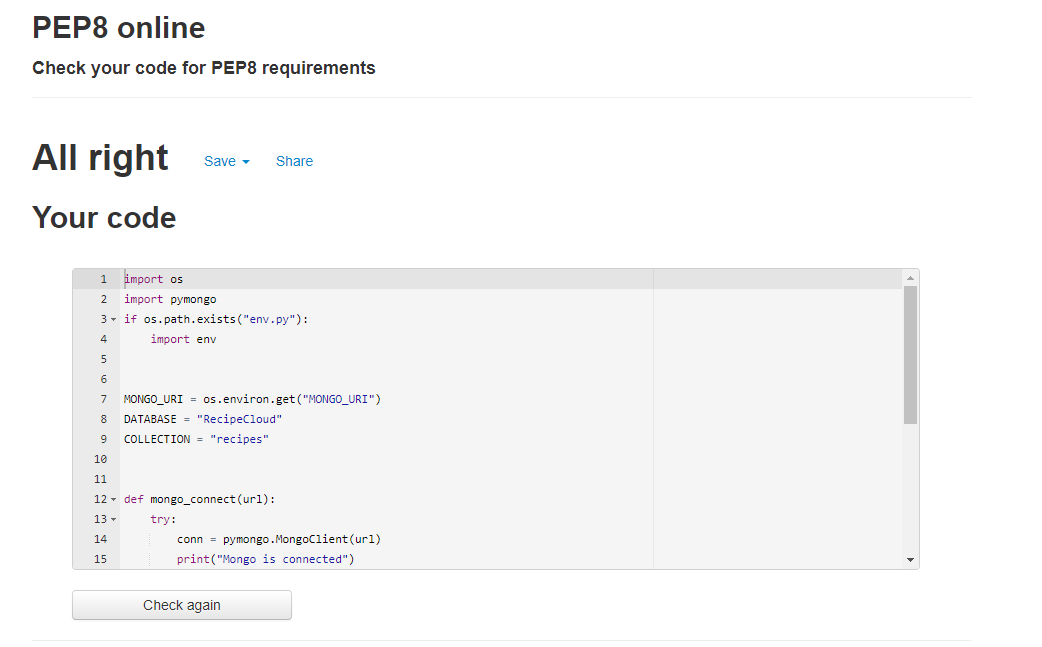 PEP8 online
Check your code for PEP8 requirements
All right Save Share
Your code
1 import os
2 import pymongo
3 if os.path.exists("env.py"):
4     import env
5
6
7 MONGO_URI = os.environ.get("MONGO_URI")
8 DATABASE = "RecipeCloud"
9 COLLECTION = "recipes"
10
11
12 def mongo_connect(url):
13     try:
14         conn = pymongo.MongoClient(url)
15         print("Mongo is connected")
Check again